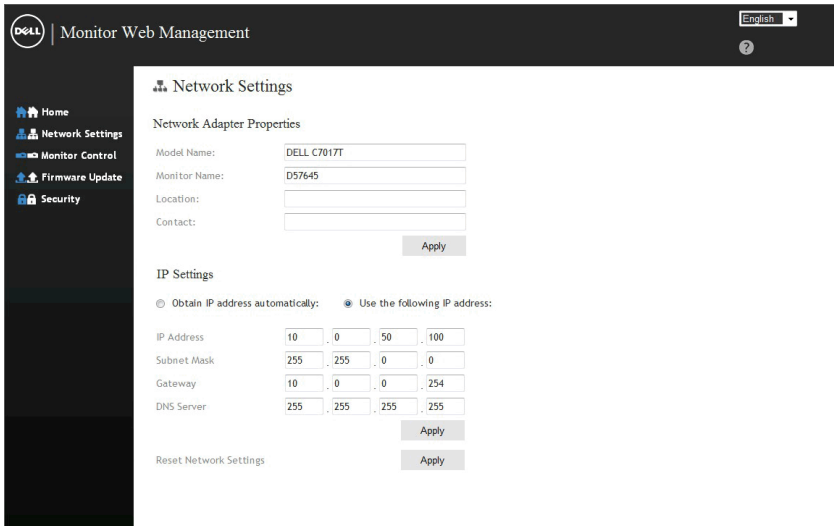 DELL | Monitor Web Management
English
?
Home
Network Settings
Monitor Control
Firmware Update
Security
Network Settings
Network Adapter Properties
Model Name: DELL C7017T
Monitor Name: D57645
Location:
Contact:
Apply
IP Settings
Obtain IP address automatically: Use the following IP address:
IP Address 10 . 0 . 50 . 100
Subnet Mask 255 . 255 . 0 . 0
Gateway 10 . 0 . 0 . 254
DNS Server 255 . 255 . 255 . 255
Apply
Reset Network Settings Apply